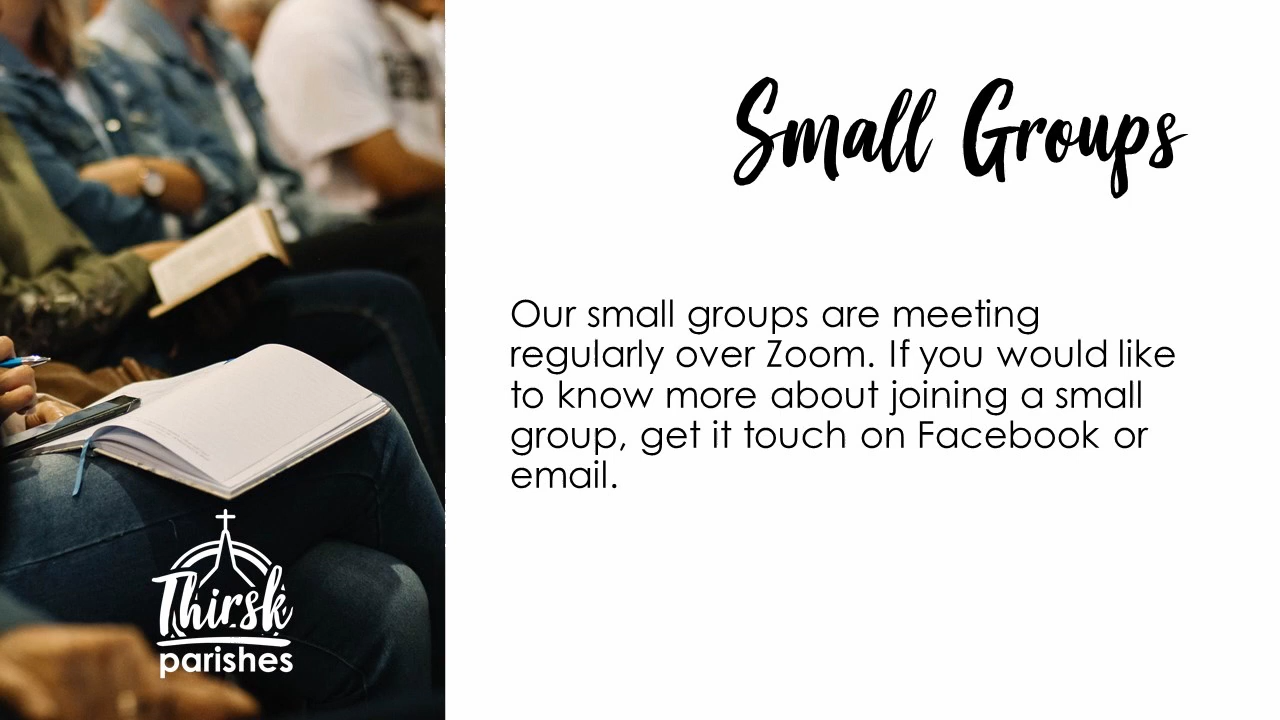 Small Groups
Our small groups are meeting
regularly over Zoom. If you would like
to know more about joining a small
group, get it touch on Facebook or
email.
Thirsk
parishes